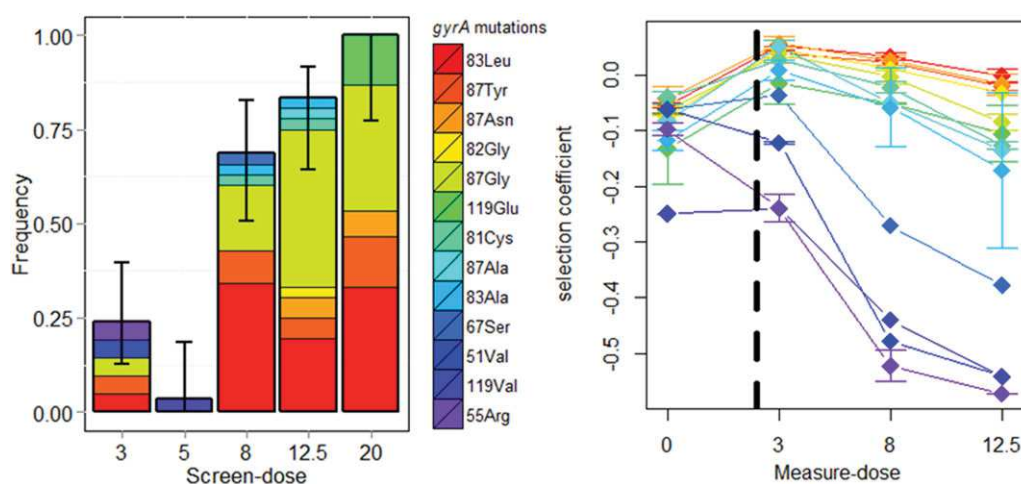 1.00
0.75
0.50
0.25
0.00
Frequency
3 5 8 12.5 20
Screen-dose
gyrA mutations
83Leu
87Tyr
87Asn
82Gly
87Gly
119Glu
81Cys
87Ala
83Ala
67Ser
51Val
119Val
55Arg
0.0
-0.1
-0.2
-0.3
-0.4
-0.5
selection coefficient
0 3 8 12.5
Measure-dose